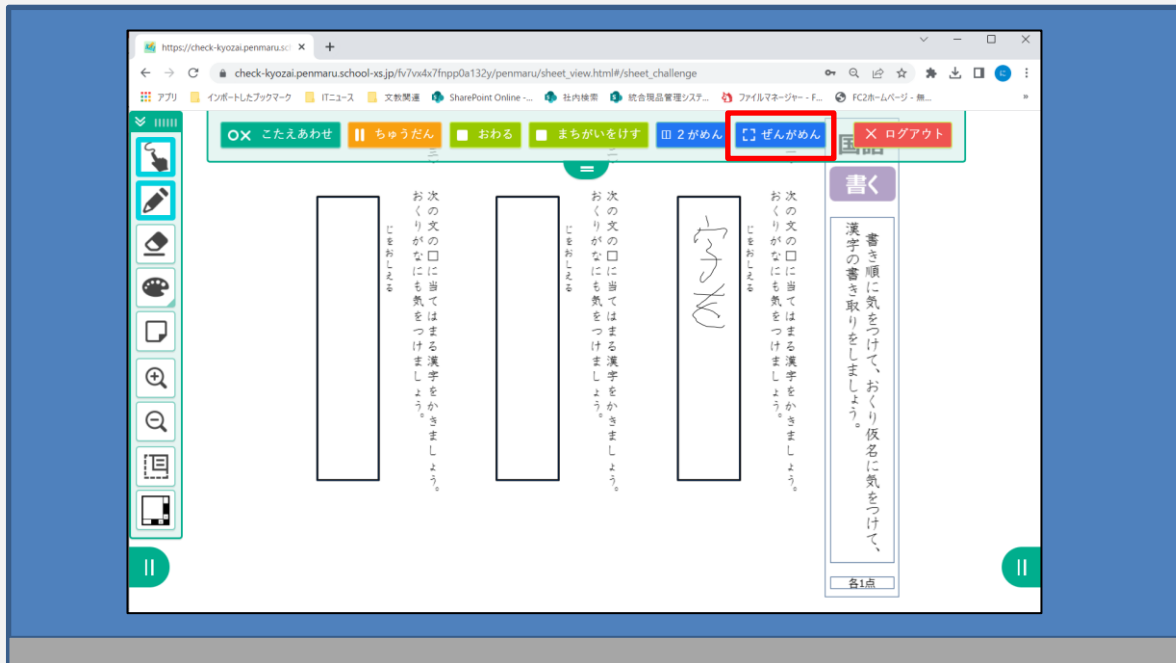 https://check-kyozai.penmaru.sch
check-kyozai.penmaru.school-xs.jp/fv7vx4x7fnpp0a132y/penmaru/sheet_view.html#/sheet_challenge
アプリ インポートしたブックマーク ITニュース 文教関連 SharePoint Online -... 社内検索 統合現品管理システ... ファイルマネージャー - F... FC2ホームページ - 無...
こたえあわせ ちゅうだん おわる まちがいをけす 2がめん ぜんがめん ログアウト
国語
書く
書き順に気をつけて、おくり仮名に気をつけて、
漢字の書き取りをしましょう。
各1点
一
次の文の□に当てはまる漢字をかきましょう。
おくりがなにも気をつけましょう。
じをおしえる
字を
二
次の文の□に当てはまる漢字をかきましょう。
おくりがなにも気をつけましょう。
じをおしえる
三
次の文の□に当てはまる漢字をかきましょう。
おくりがなにも気をつけましょう。
じをおしえる